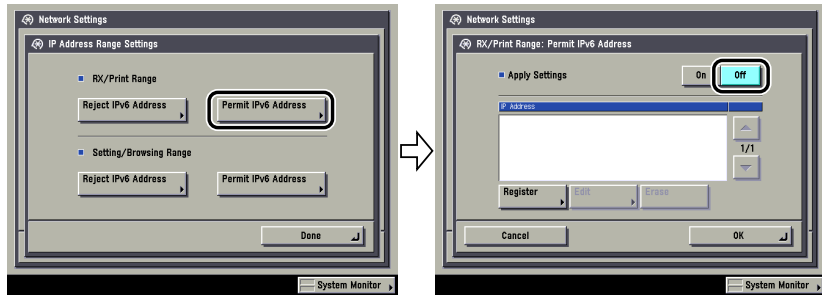 Network Settings
IP Address Range Settings
RX/Print Range
Reject IPv6 Address
Permit IPv6 Address
Setting/Browsing Range
Reject IPv6 Address
Permit IPv6 Address
Done
System Monitor
Network Settings
RX/Print Range: Permit IPv6 Address
Apply Settings
On
Off
IP Address
1/1
Register
Edit
Erase
Cancel
OK
System Monitor